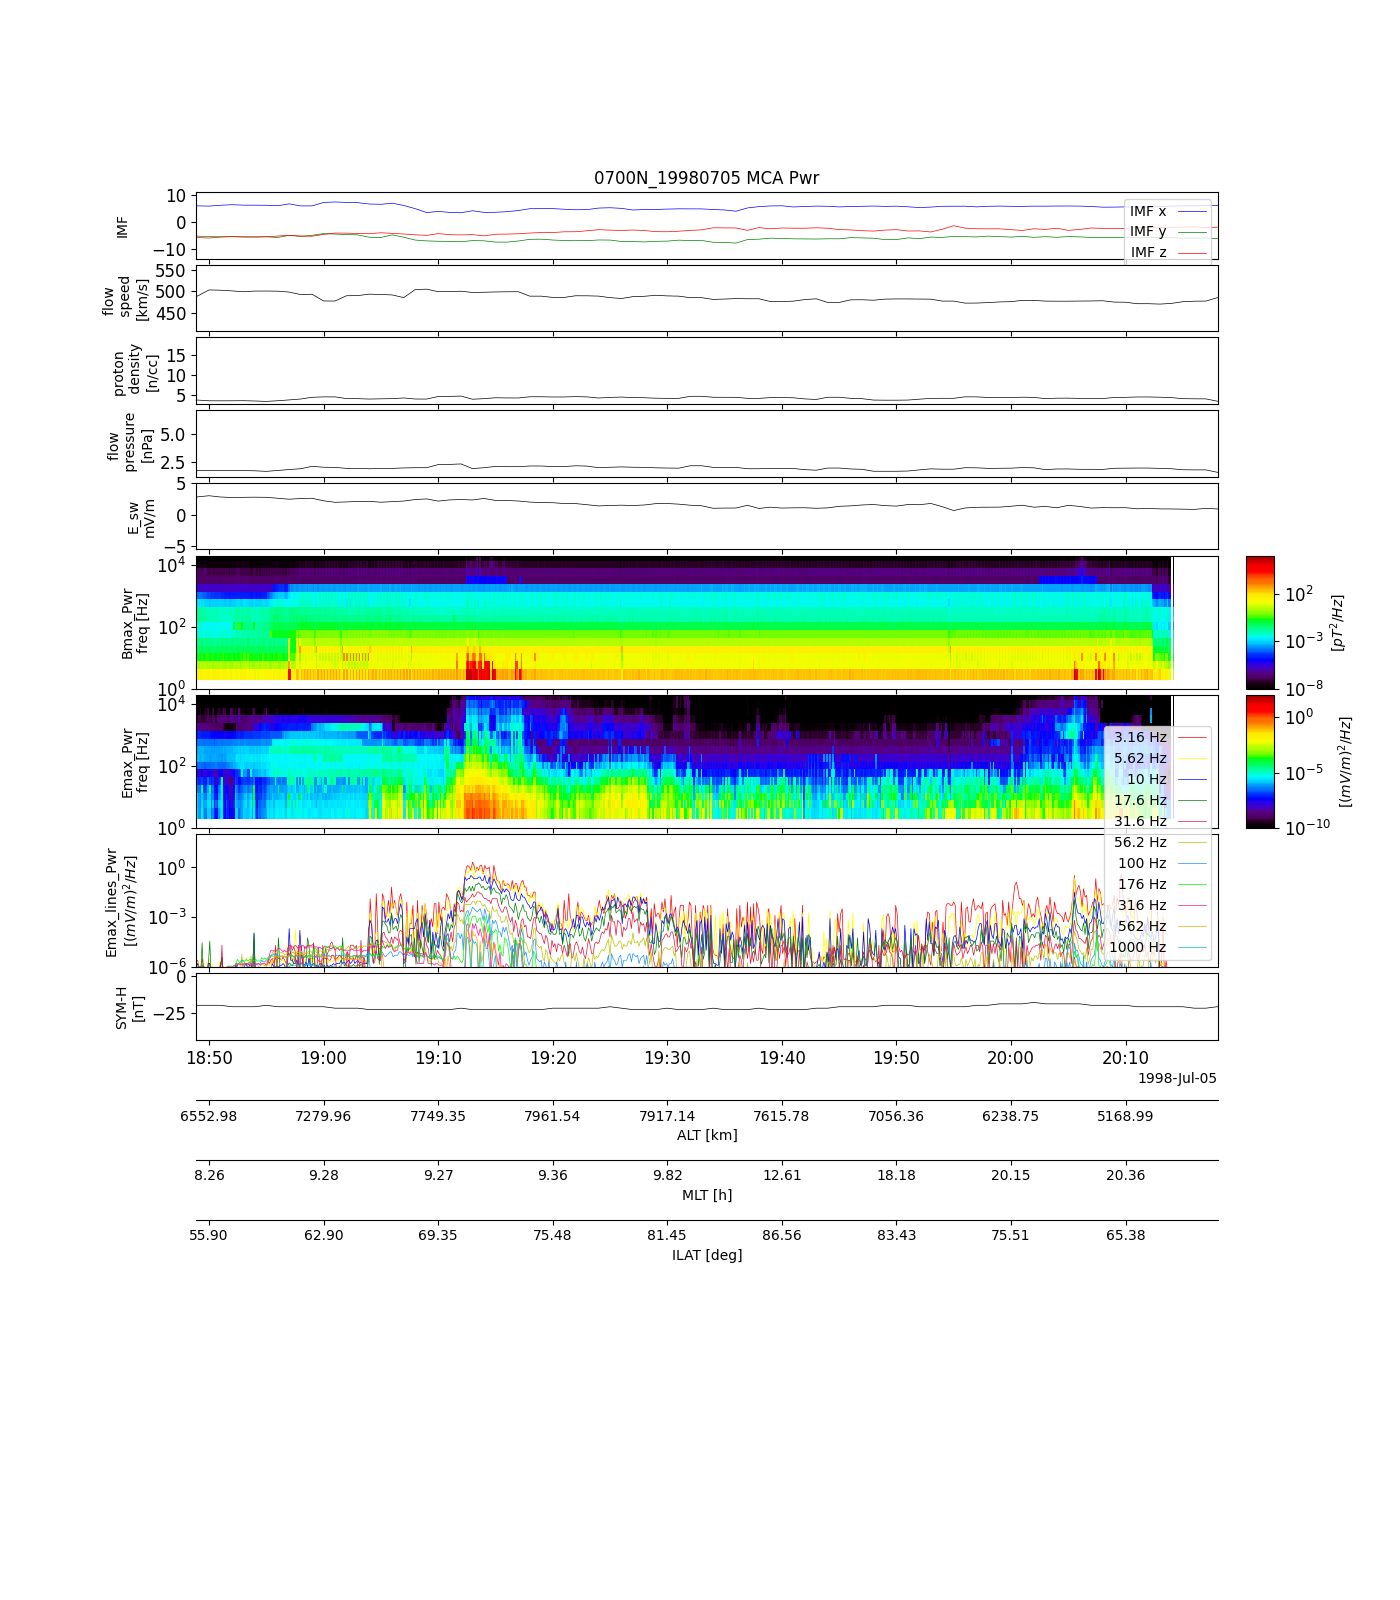 0700N_19980705 MCA Pwr
10
0
−10
IMF
IMF x
IMF y
IMF z
550
500
450
flow
speed
[km/s]
15
10
5
proton
density
[n/cc]
5.0
2.5
flow
pressure
[nPa]
5
0
−5
E_sw
mV/m
10^4
10^2
10^0
Bmax_Pwr
freq [Hz]
10^2
10^−3
10^−8
[pT^2/Hz]
10^4
10^2
10^0
Emax_Pwr
freq [Hz]
10^0
10^−5
10^−10
[(mV/m)^2/Hz]
3.16 Hz
5.62 Hz
10 Hz
17.6 Hz
31.6 Hz
56.2 Hz
100 Hz
176 Hz
316 Hz
562 Hz
1000 Hz
10^0
10^−3
10^−6
Emax_lines_Pwr
[(mV/m)^2/Hz]
0
−25
SYM-H
[nT]
18:50 19:00 19:10 19:20 19:30 19:40 19:50 20:00 20:10
1998-Jul-05
6552.98 7279.96 7749.35 7961.54 7917.14 7615.78 7056.36 6238.75 5168.99
ALT [km]
8.26 9.28 9.27 9.36 9.82 12.61 18.18 20.15 20.36
MLT [h]
55.90 62.90 69.35 75.48 81.45 86.56 83.43 75.51 65.38
ILAT [deg]